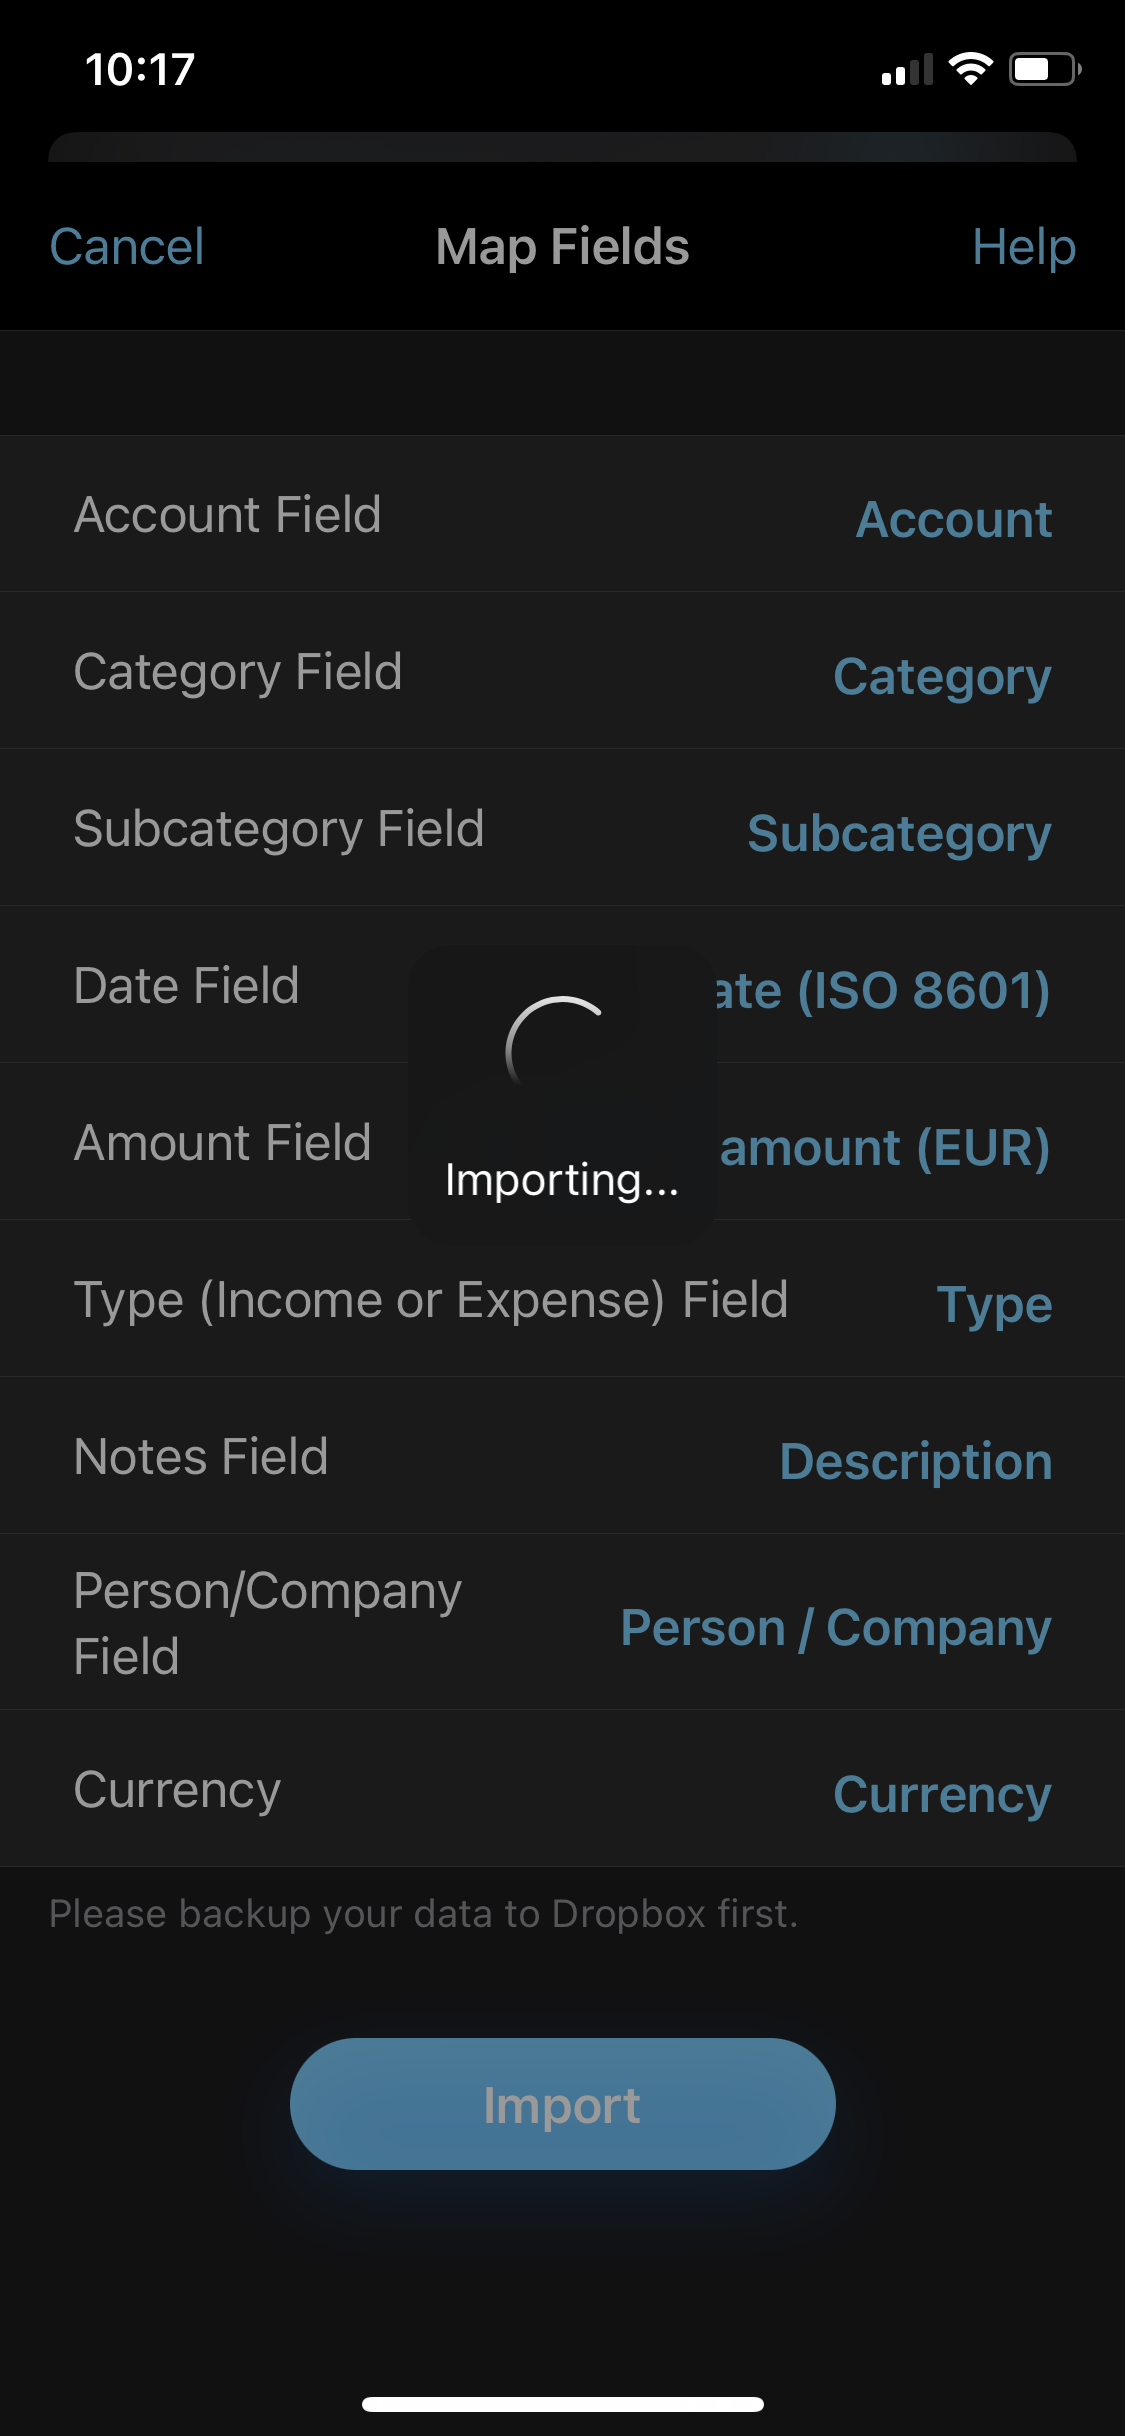 10:17
Cancel
Map Fields
Help
Account Field
Account
Category Field
Category
Subcategory Field
Subcategory
Date Field
ate (ISO 8601)
Amount Field
amount (EUR)
Importing...
Type (Income or Expense) Field
Type
Notes Field
Description
Person/Company
Field
Person / Company
Currency
Currency
Please backup your data to Dropbox first.
Import